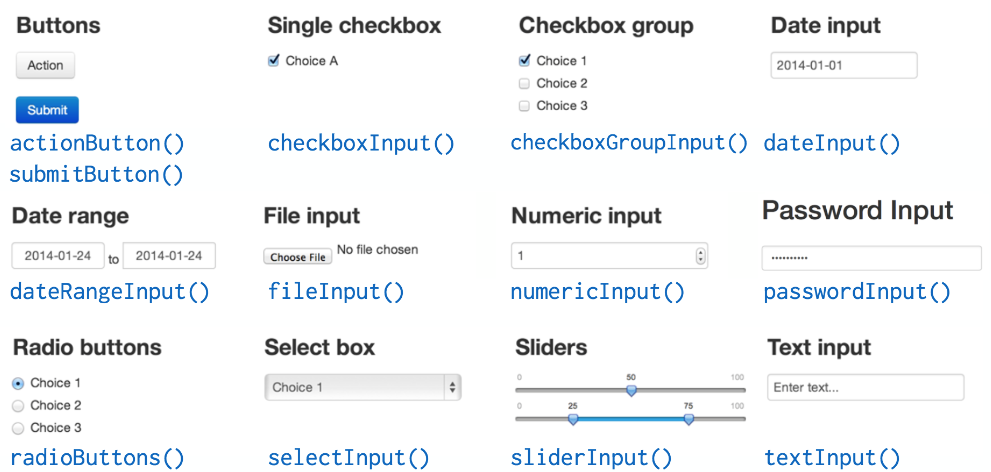 Buttons
Action
Submit
actionButton()
submitButton()
Single checkbox
Choice A
checkboxInput()
Checkbox group
Choice 1
Choice 2
Choice 3
checkboxGroupInput()
Date input
2014-01-01
dateInput()
Date range
2014-01-24 to 2014-01-24
dateRangeInput()
File input
Choose File No file chosen
fileInput()
Numeric input
1
numericInput()
Password Input
••••••••••
passwordInput()
Radio buttons
Choice 1
Choice 2
Choice 3
radioButtons()
Select box
Choice 1
selectInput()
Sliders
0 50 100
0 25 75 100
sliderInput()
Text input
Enter text...
textInput()